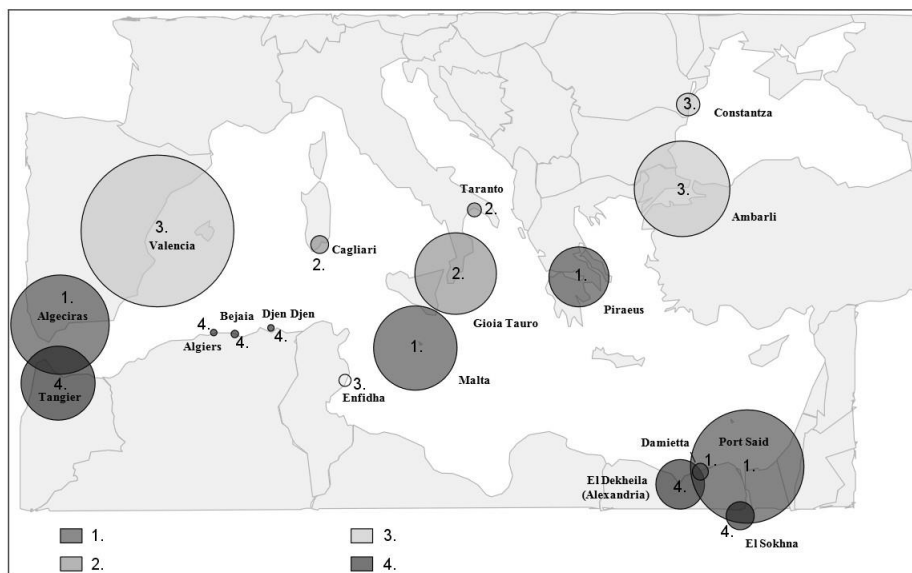 3.
Constantza
Taranto
2.
3.
Ambarli
3.
Valencia
Cagliari
2.
2.
Gioia Tauro
1.
Piraeus
1.
Algeciras
Bejaia
Djen Djen
4.
4.
4.
Algiers
1.
Malta
4.
Tangier
3.
Enfidha
Damietta
Port Said
1.
1.
El Dekheila
(Alexandria)
4.
4.
El Sokhna
1.
2.
3.
4.